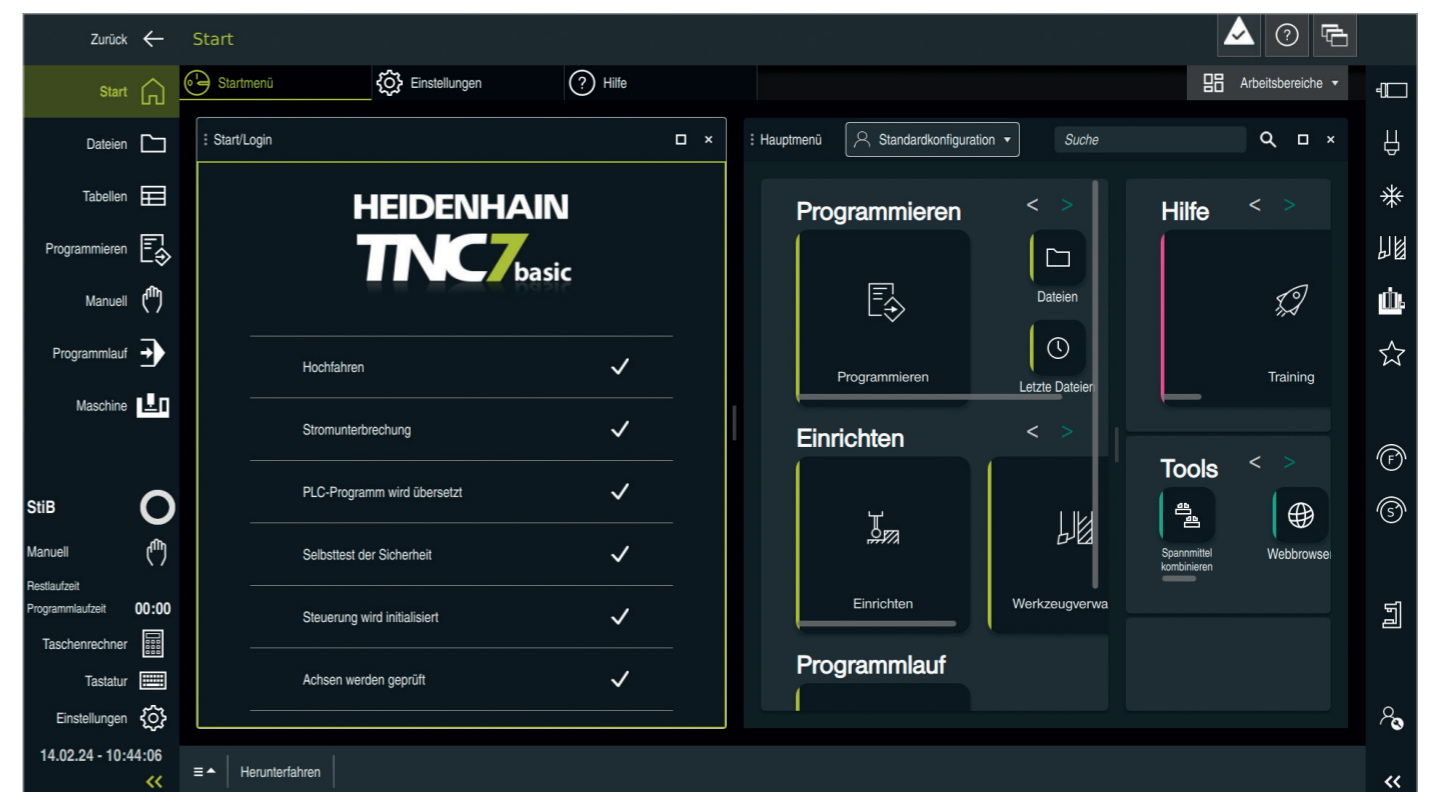 Zurück
Start
Start
Startmenü
Einstellungen
Hilfe
Arbeitsbereiche
Dateien
Tabellen
Programmieren
Manuell
Programmlauf
Maschine
StiB
Manuell
Restlaufzeit
Programmlaufzeit 00:00
Taschenrechner
Tastatur
Einstellungen
14.02.24 - 10:44:06
Start/Login
HEIDENHAIN
TNC7 basic
Hochfahren
Stromunterbrechung
PLC-Programm wird übersetzt
Selbsttest der Sicherheit
Steuerung wird initialisiert
Achsen werden geprüft
Hauptmenü
Standardkonfiguration
Suche
Programmieren
Programmieren
Dateien
Letzte Dateien
Einrichten
Einrichten
Werkzeugverwa
Programmlauf
Hilfe
Training
Tools
Spannmittel
kombinieren
Webbrowse
F
S
Herunterfahren